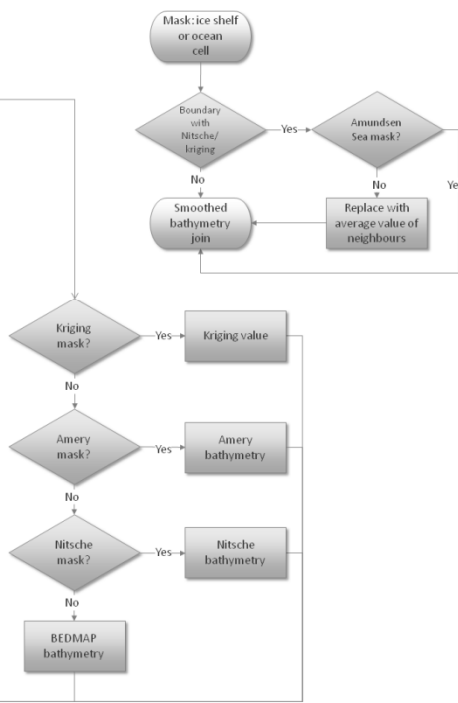 Mask: ice shelf
or ocean
cell
Boundary
with
Nitsche/
kriging
Yes
Amundsen
Sea mask?
No
No
Ye
Smoothed
bathymetry
join
Replace with
average value of
neighbours
Kriging
mask?
Yes
Kriging value
No
Amery
mask?
Yes
Amery
bathymetry
No
Nitsche
mask?
Yes
Nitsche
bathymetry
No
BEDMAP
bathymetry